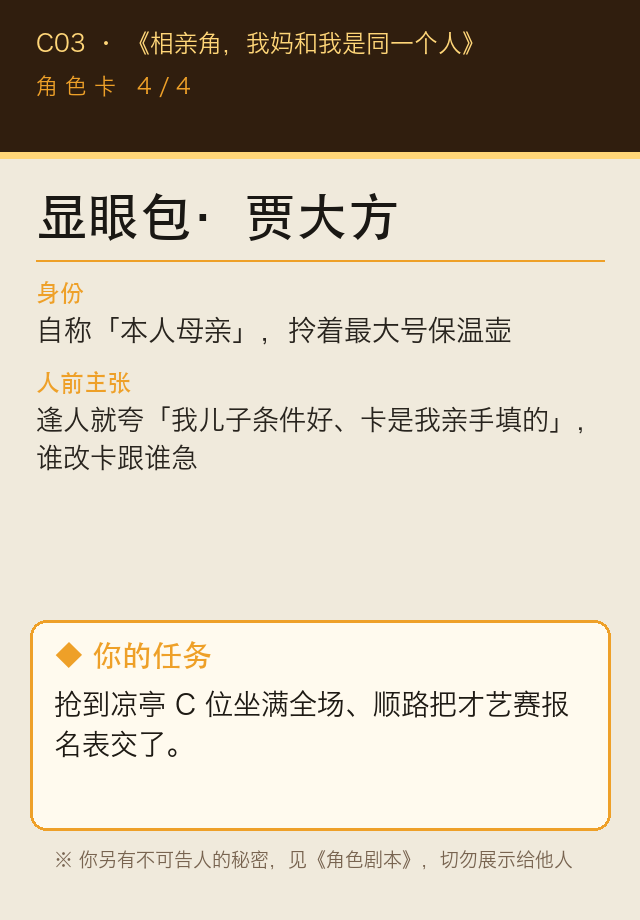 C03 · 《相亲角，我妈和我是同一个人》
角色卡 4/4
显眼包· 贾大方
身份
自称「本人母亲」，拎着最大号保温壶
人前主张
逢人就夸「我儿子条件好、卡是我亲手填的」，
谁改卡跟谁急
◆ 你的任务
抢到凉亭 C 位坐满全场、顺路把才艺赛报
名表交了。
※ 你另有不可告人的秘密，见《角色剧本》，切勿展示给他人